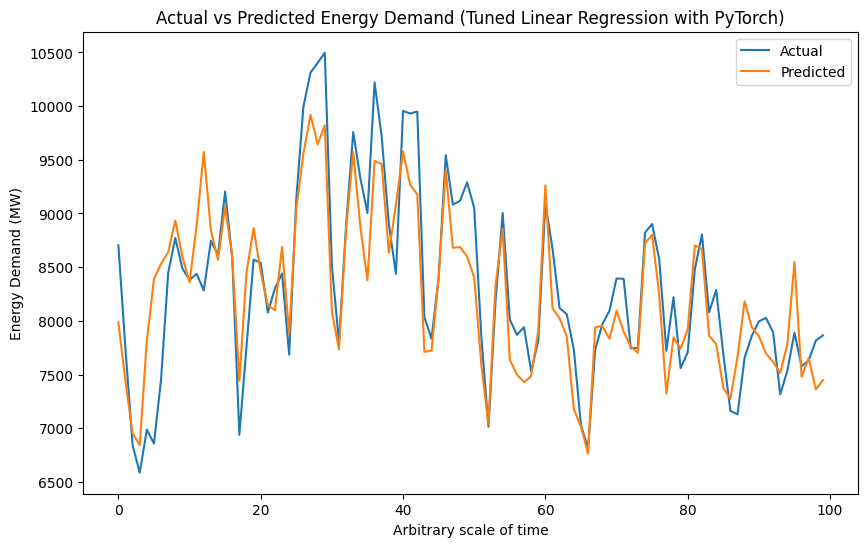 Actual vs Predicted Energy Demand (Tuned Linear Regression with PyTorch)
Actual
Predicted
10500
10000
9500
9000
8500
8000
7500
7000
6500
Energy Demand (MW)
0 20 40 60 80 100
Arbitrary scale of time